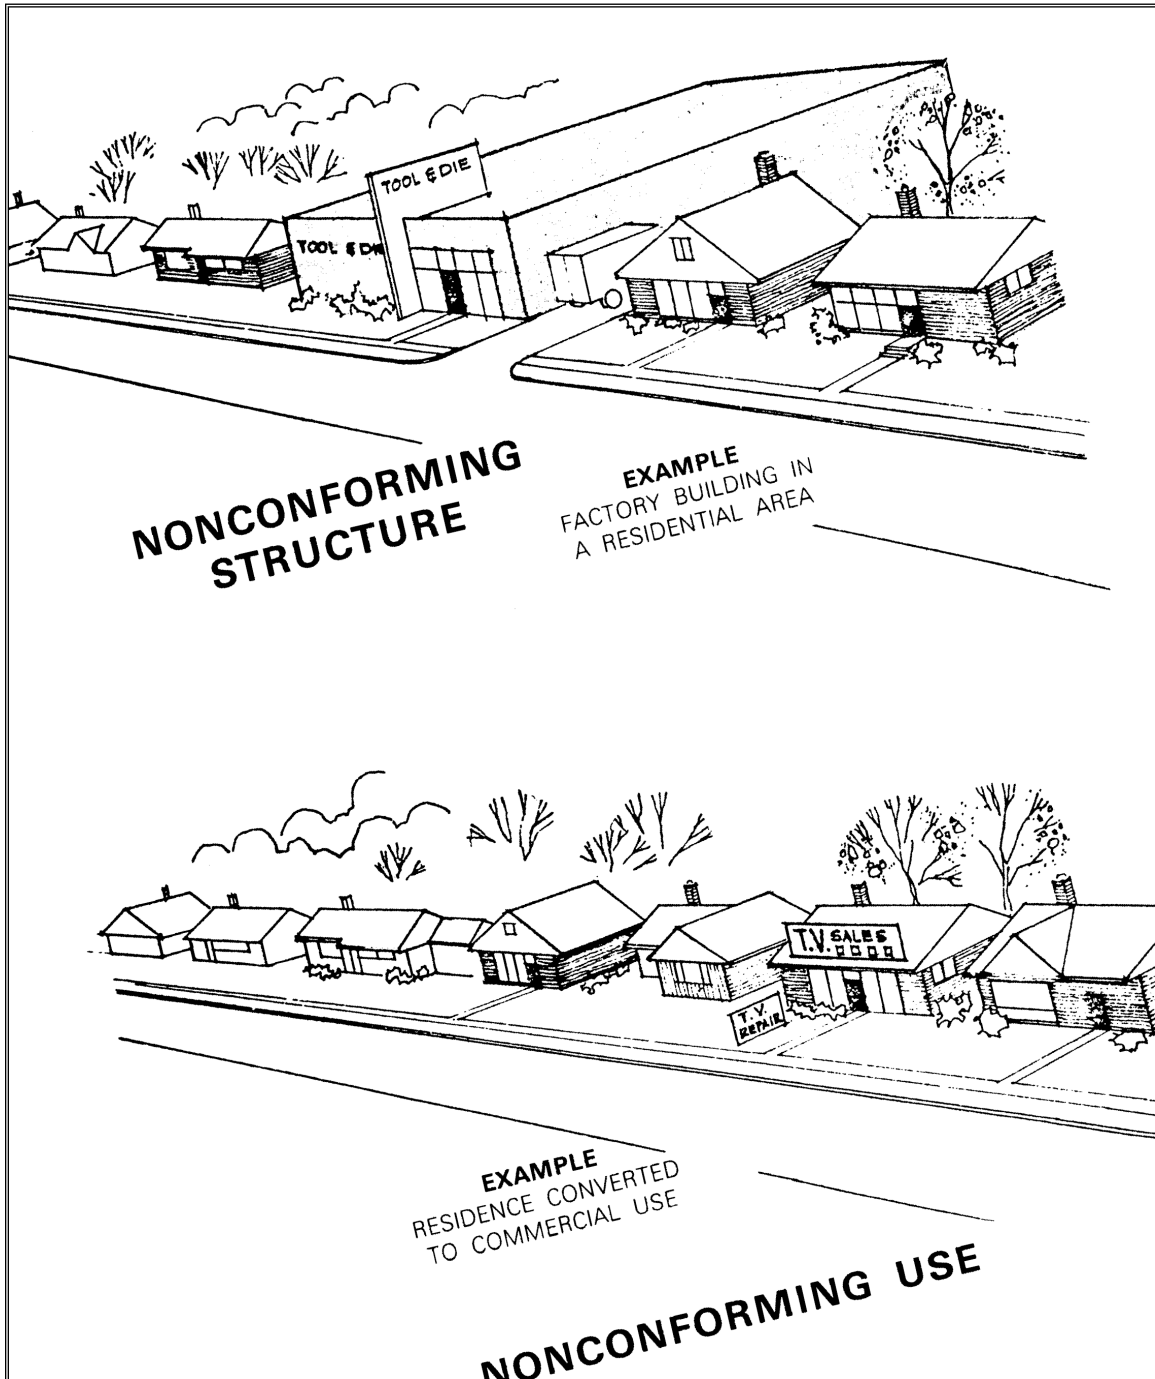 TOOL & DIE
TOOL & DIE
NONCONFORMING
STRUCTURE
EXAMPLE
FACTORY BUILDING IN
A RESIDENTIAL AREA
T.V. SALES
T.V.
REPAIR
EXAMPLE
RESIDENCE CONVERTED
TO COMMERCIAL USE
NONCONFORMING USE